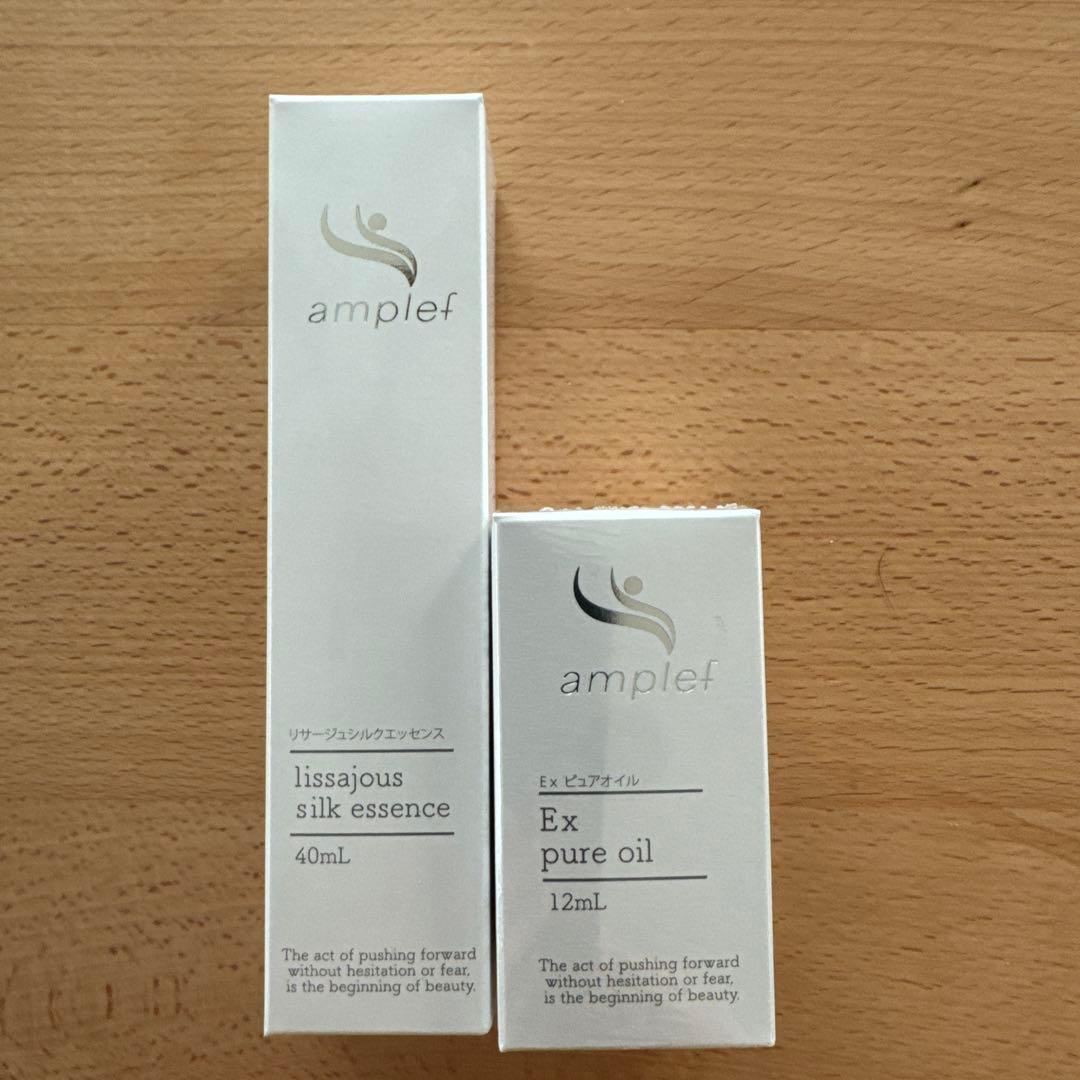 amplef
リサージュシルクエッセンス
lissajous
silk essence
40mL
The act of pushing forward
without hesitation or fear,
is the beginning of beauty.
amplef
Ex ピュアオイル
Ex
pure oil
12mL
The act of pushing forward
without hesitation or fear,
is the beginning of beauty.